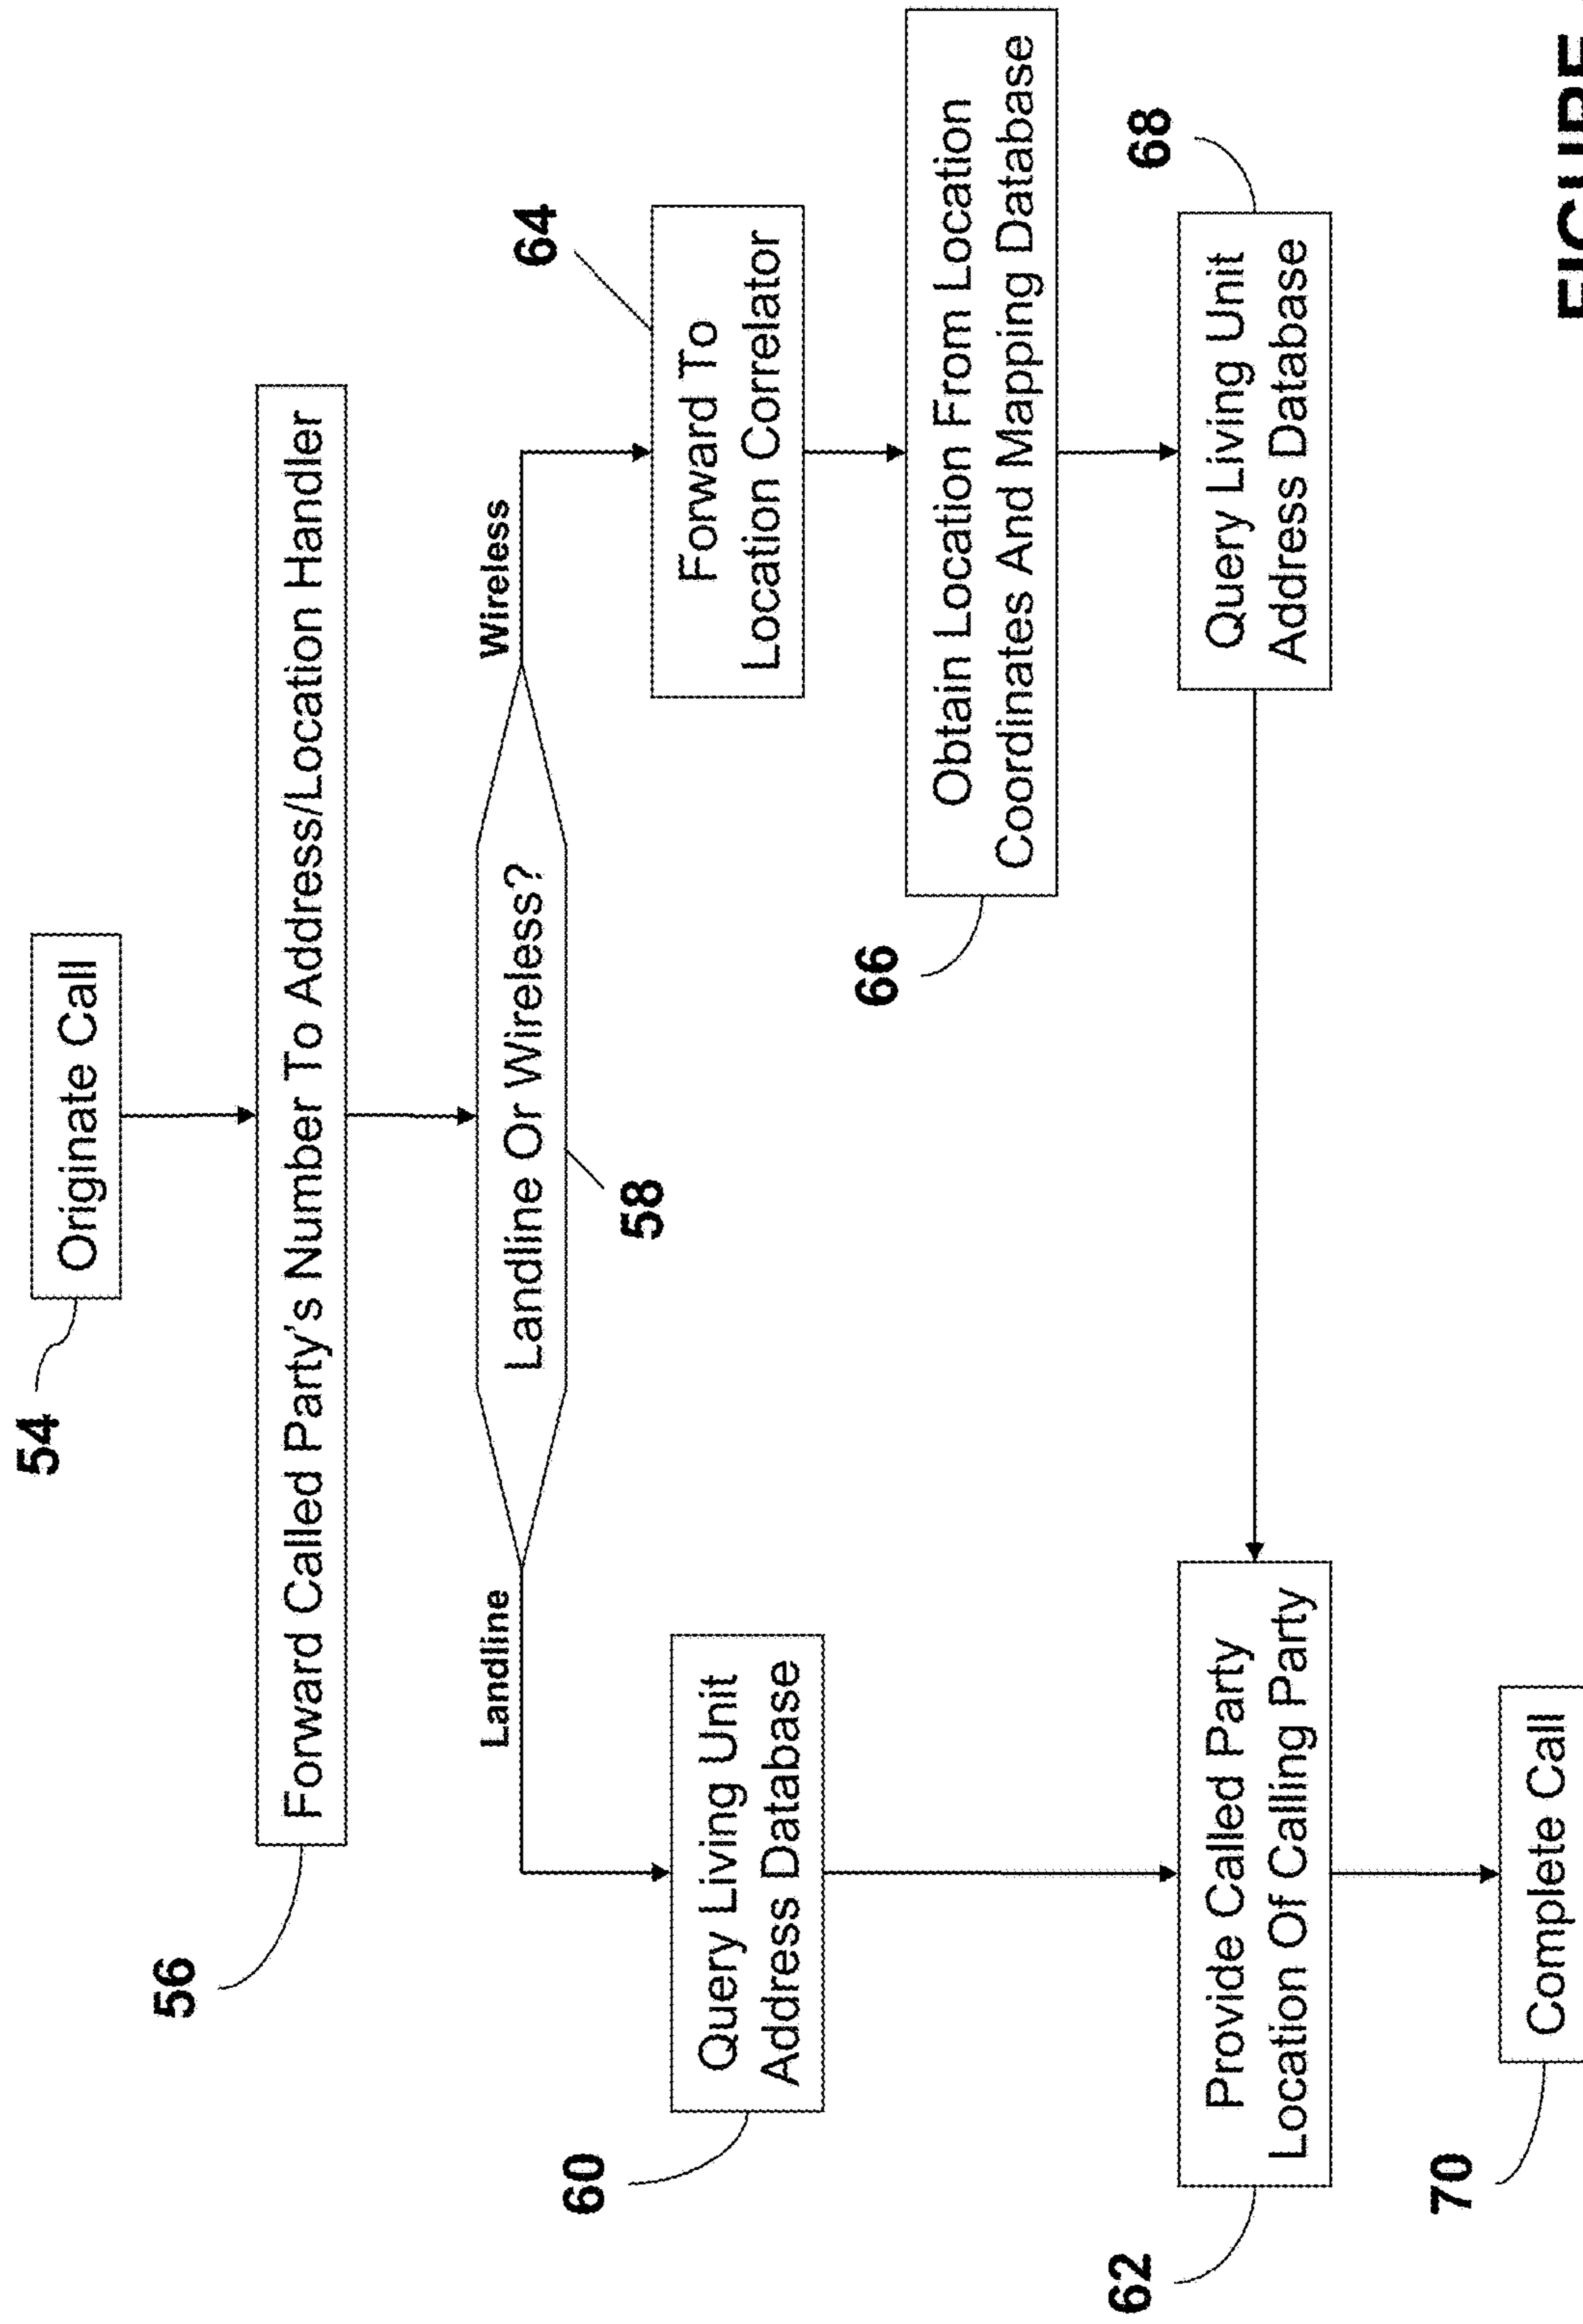 54
Originate Call
56
Forward Called Party's Number To Address/Location Handler
Landline
Landline Or Wireless?
Wireless
58
60
Query Living Unit
Address Database
64
Forward To
Location Correlator
66
Obtain Location From Location
Coordinates And Mapping Database
62
Provide Called Party
Location Of Calling Party
68
Query Living Unit
Address Database
70
Complete Call
FIGURE